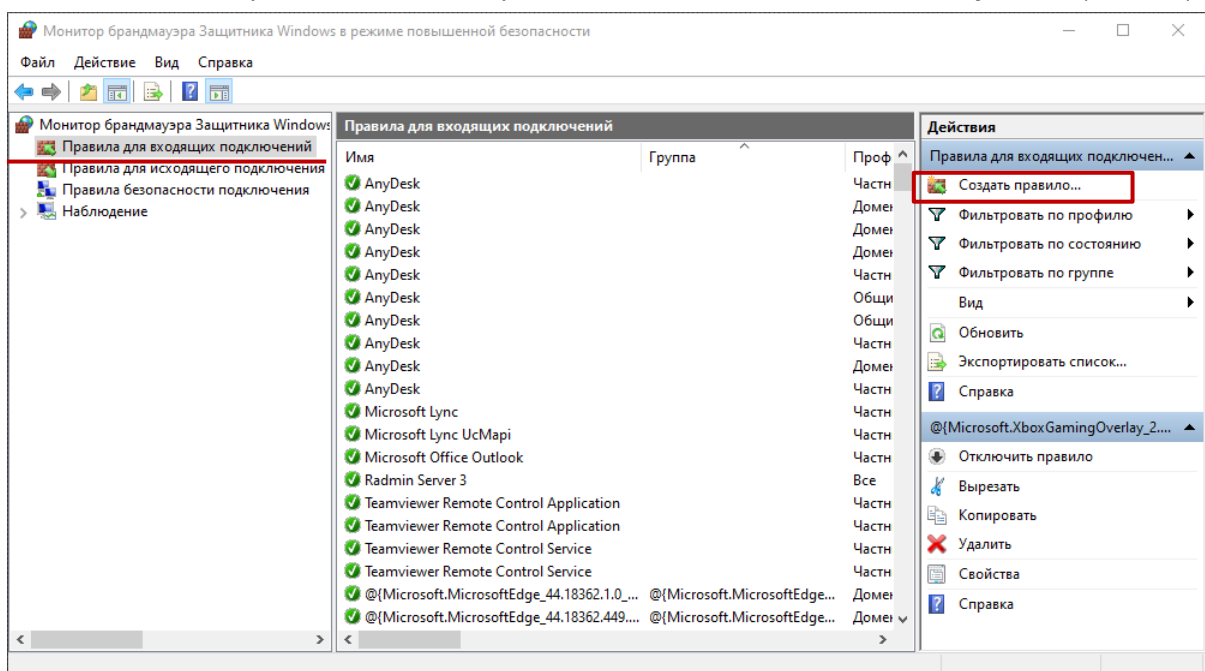 Монитор брандмауэра Защитника Windows в режиме повышенной безопасности
Файл Действие Вид Справка
Монитор брандмауэра Защитника Windows
Правила для входящих подключений
Правила для исходящего подключения
Правила безопасности подключения
Наблюдение
Правила для входящих подключений
Имя Группа Проф
AnyDesk Частн
AnyDesk Домен
AnyDesk Домен
AnyDesk Домен
AnyDesk Частн
AnyDesk Общи
AnyDesk Общи
AnyDesk Частн
AnyDesk Домен
AnyDesk Частн
Microsoft Lync Частн
Microsoft Lync UcMapi Частн
Microsoft Office Outlook Частн
Radmin Server 3 Все
Teamviewer Remote Control Application Частн
Teamviewer Remote Control Application Частн
Teamviewer Remote Control Service Частн
Teamviewer Remote Control Service Частн
@{Microsoft.MicrosoftEdge_44.18362.1.0_... @{Microsoft.MicrosoftEdge... Домен
@{Microsoft.MicrosoftEdge_44.18362.449.... @{Microsoft.MicrosoftEdge... Домен
Действия
Правила для входящих подключен...
Создать правило...
Фильтровать по профилю
Фильтровать по состоянию
Фильтровать по группе
Вид
Обновить
Экспортировать список...
Справка
@{Microsoft.XboxGamingOverlay_2....
Отключить правило
Вырезать
Копировать
Удалить
Свойства
Справка